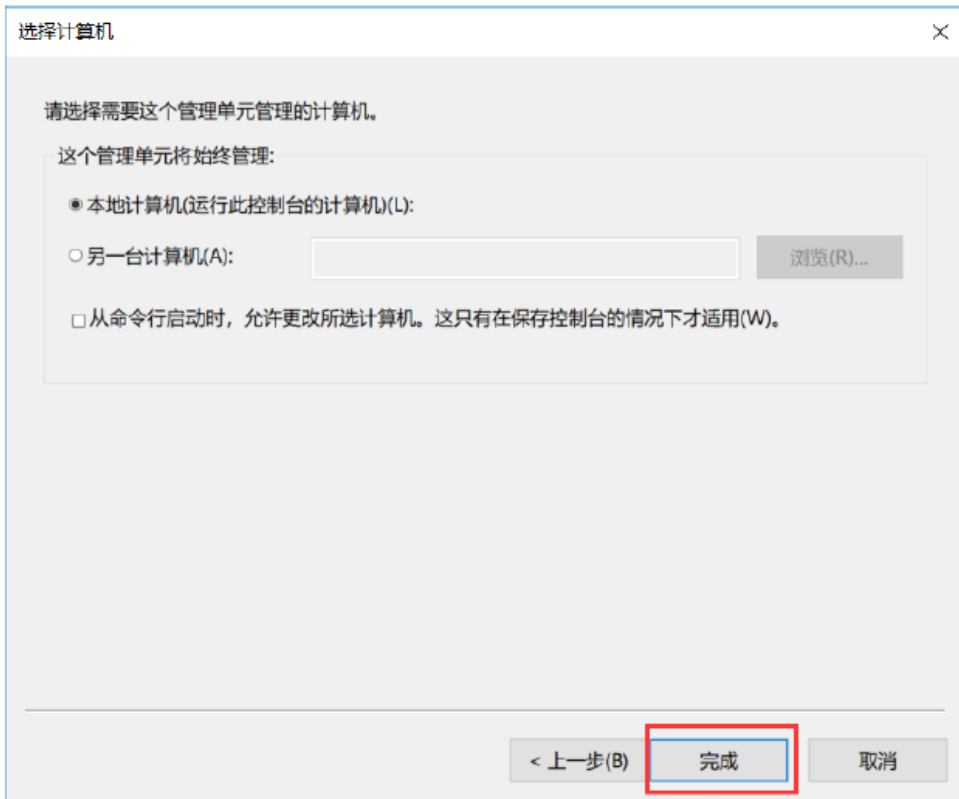 选择计算机
请选择需要这个管理单元管理的计算机。
这个管理单元将始终管理:
本地计算机(运行此控制台的计算机)(L):
另一台计算机(A):
浏览(R)...
从命令行启动时，允许更改所选计算机。这只有在保存控制台的情况下才适用(W)。
< 上一步(B)
完成
取消